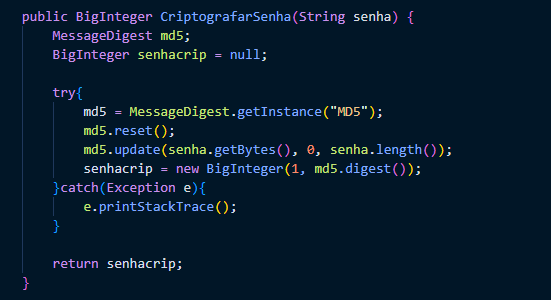 public BigInteger CriptografarSenha(String senha) {
    MessageDigest md5;
    BigInteger senhacrip = null;

    try{
        md5 = MessageDigest.getInstance("MD5");
        md5.reset();
        md5.update(senha.getBytes(), 0, senha.length());
        senhacrip = new BigInteger(1, md5.digest());
    }catch(Exception e){
        e.printStackTrace();
    }

    return senhacrip;
}